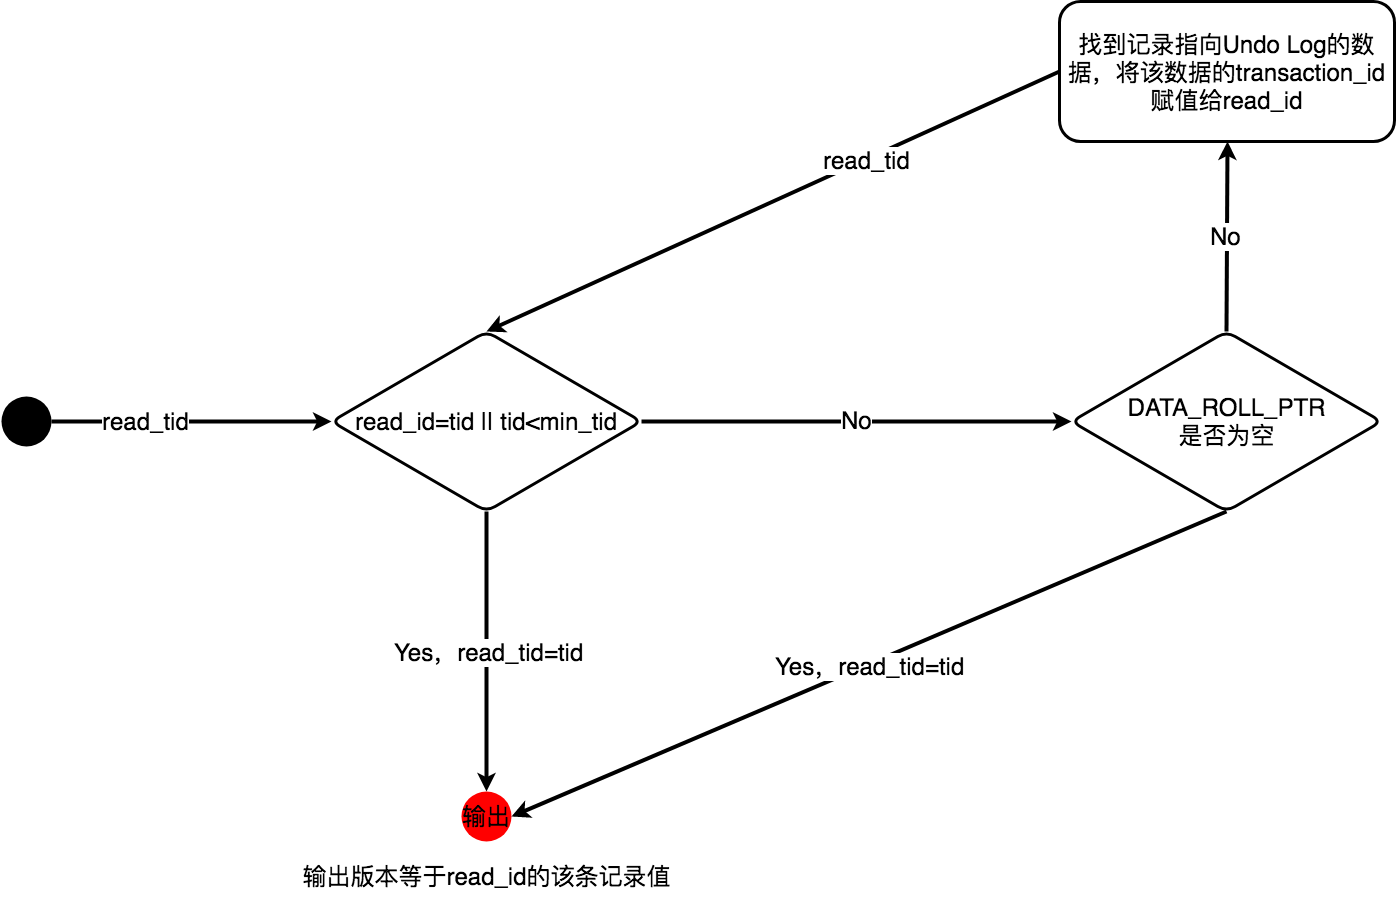 找到记录指向Undo Log的数
据，将该数据的transaction_id
赋值给read_id
read_tid
No
read_tid
read_id=tid || tid<min_tid
No
DATA_ROLL_PTR
是否为空
Yes，read_tid=tid
Yes，read_tid=tid
输出
输出版本等于read_id的该条记录值